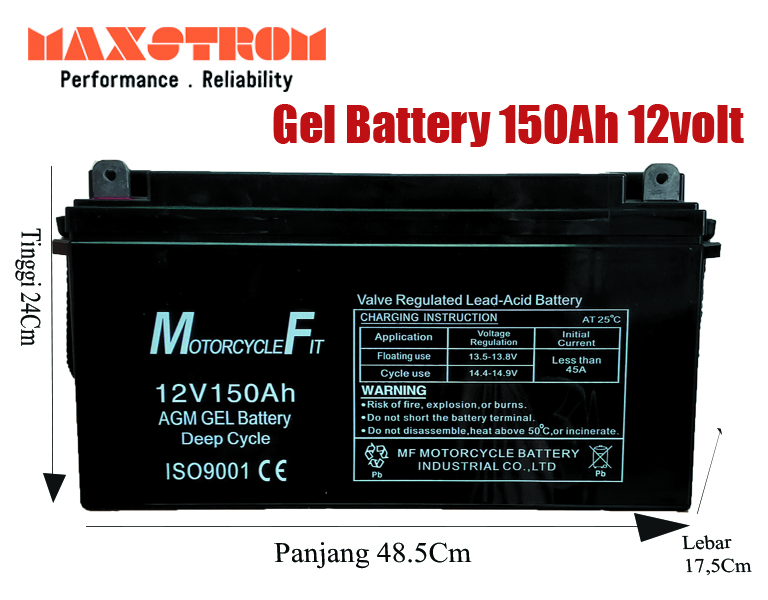 MAXSTROM
Performance . Reliability
Gel Battery 150Ah 12volt
Tinggi 24Cm
MOTORCYCLE FIT
12V150Ah
AGM GEL Battery
Deep Cycle
ISO9001 CE
Valve Regulated Lead-Acid Battery
CHARGING INSTRUCTION AT 25°C
Application Voltage Regulation Initial Current
Floating use 13.5-13.8V Less than 45A
Cycle use 14.4-14.9V
WARNING
•Risk of fire, explosion,or burns.
•Do not short the battery terminal.
•Do not disassemble,heat above 50°C,or incinerate.
Pb MF MOTORCYCLE BATTERY Pb
INDUSTRIAL CO.,LTD
Panjang 48.5Cm
Lebar
17,5Cm